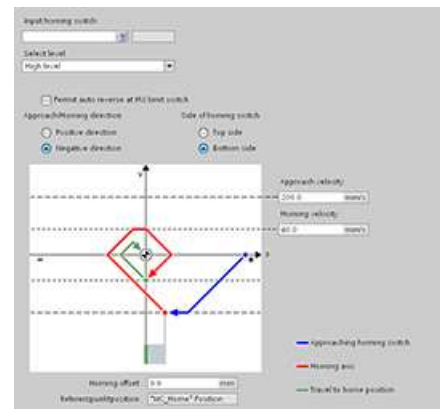 Input homing switch
Select level
High level
Permit auto reverse at HW limit switch
Approach/Homing direction
Side of homing switch
Positive direction
Top side
Negative direction
Bottom side
v
Approach velocity
200.0 mm/s
Homing velocity
40.0 mm/s
Approaching homing switch
Homing axis
Travel to home position
Homing offset 0.0 mm
Referenzpunktposition "MC_Home".Position